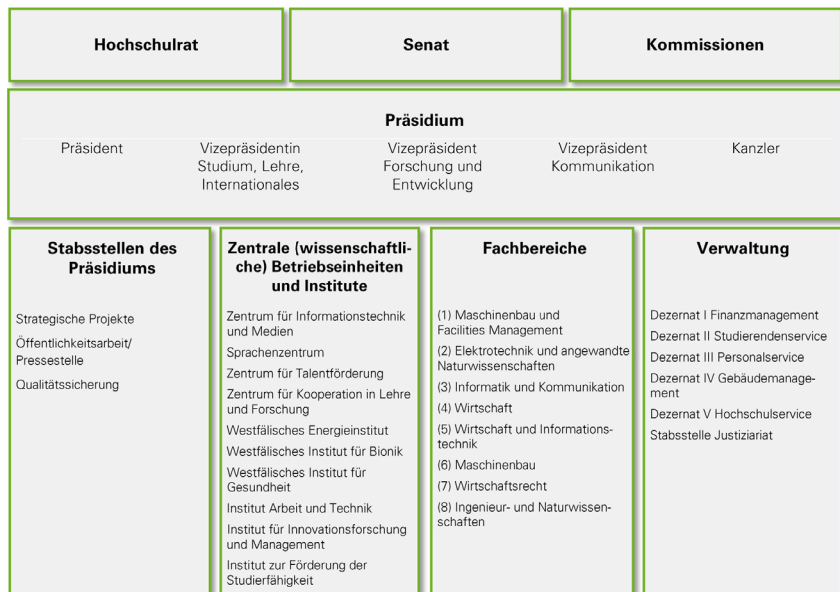 Hochschulrat
Senat
Kommissionen
Präsidium
Präsident
Vizepräsidentin
Studium, Lehre,
Internationales
Vizepräsident
Forschung und
Entwicklung
Vizepräsident
Kommunikation
Kanzler
Stabsstellen des
Präsidiums
Strategische Projekte
Öffentlichkeitsarbeit/
Pressestelle
Qualitätssicherung
Zentrale (wissenschaftli-
che) Betriebseinheiten
und Institute
Zentrum für Informationstechnik
und Medien
Sprachenzentrum
Zentrum für Talentförderung
Zentrum für Kooperation in Lehre
und Forschung
Westfälisches Energieinstitut
Westfälisches Institut für Bionik
Westfälisches Institut für
Gesundheit
Institut Arbeit und Technik
Institut für Innovationsforschung
und Management
Institut zur Förderung der
Studierfähigkeit
Fachbereiche
(1) Maschinenbau und
Facilities Management
(2) Elektrotechnik und angewandte
Naturwissenschaften
(3) Informatik und Kommunikation
(4) Wirtschaft
(5) Wirtschaft und Informations-
technik
(6) Maschinenbau
(7) Wirtschaftsrecht
(8) Ingenieur- und Naturwissen-
schaften
Verwaltung
Dezernat I Finanzmanagement
Dezernat II Studierendenservice
Dezernat III Personalservice
Dezernat IV Gebäudemanage-
ment
Dezernat V Hochschulservice
Stabsstelle Justiziariat